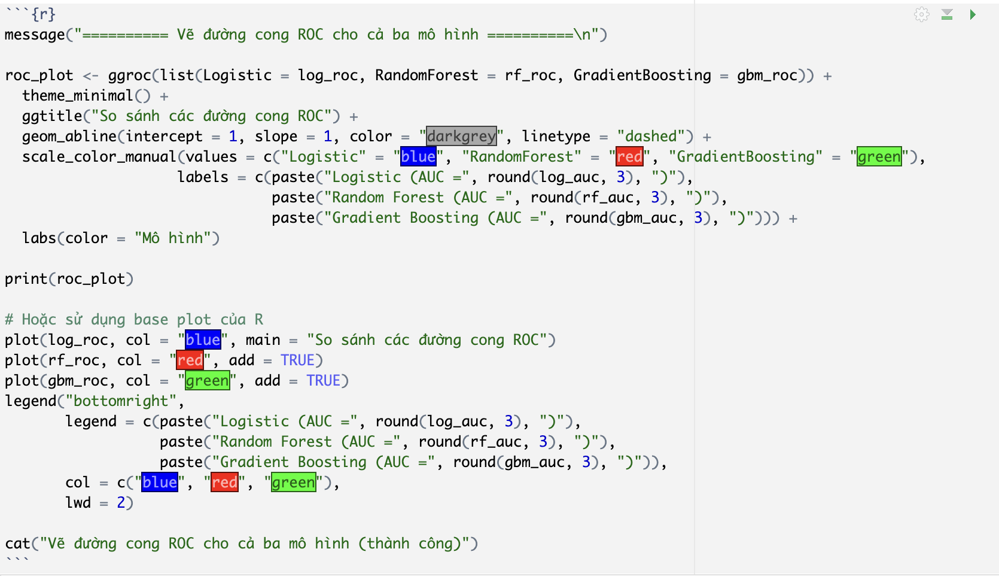 ```{r}
message("========== Vẽ đường cong ROC cho cả ba mô hình ==========\n")
roc_plot <- ggroc(list(Logistic = log_roc, RandomForest = rf_roc, GradientBoosting = gbm_roc)) +
  theme_minimal() +
  ggtitle("So sánh các đường cong ROC") +
  geom_abline(intercept = 1, slope = 1, color = "darkgrey", linetype = "dashed") +
  scale_color_manual(values = c("Logistic" = "blue", "RandomForest" = "red", "GradientBoosting" = "green"),
                    labels = c(paste("Logistic (AUC =", round(log_auc, 3), ")"),
                               paste("Random Forest (AUC =", round(rf_auc, 3), ")"),
                               paste("Gradient Boosting (AUC =", round(gbm_auc, 3), ")"))) +
  labs(color = "Mô hình")
print(roc_plot)
# Hoặc sử dụng base plot của R
plot(log_roc, col = "blue", main = "So sánh các đường cong ROC")
plot(rf_roc, col = "red", add = TRUE)
plot(gbm_roc, col = "green", add = TRUE)
legend("bottomright",
       legend = c(paste("Logistic (AUC =", round(log_auc, 3), ")"),
                  paste("Random Forest (AUC =", round(rf_auc, 3), ")"),
                  paste("Gradient Boosting (AUC =", round(gbm_auc, 3), ")")),
       col = c("blue", "red", "green"),
       lwd = 2)
cat("Vẽ đường cong ROC cho cả ba mô hình (thành công)")
```